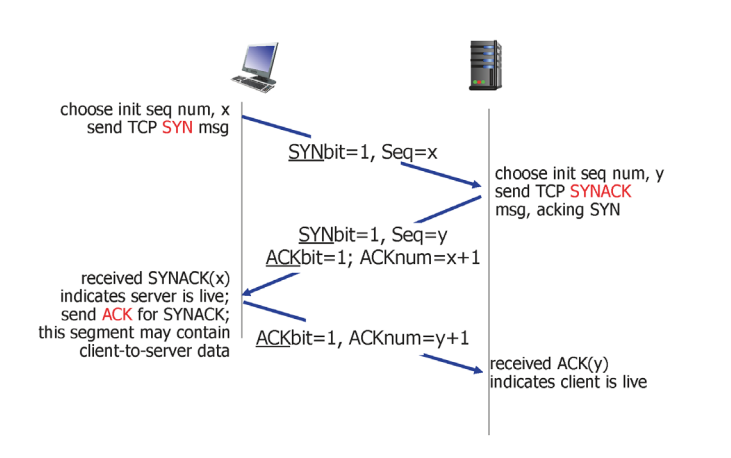 choose init seq num, x
send TCP SYN msg
SYNbit=1, Seq=x
choose init seq num, y
send TCP SYNACK
msg, acking SYN
SYNbit=1, Seq=y
ACKbit=1; ACKnum=x+1
received SYNACK(x)
indicates server is live;
send ACK for SYNACK;
this segment may contain
client-to-server data
ACKbit=1, ACKnum=y+1
received ACK(y)
indicates client is live